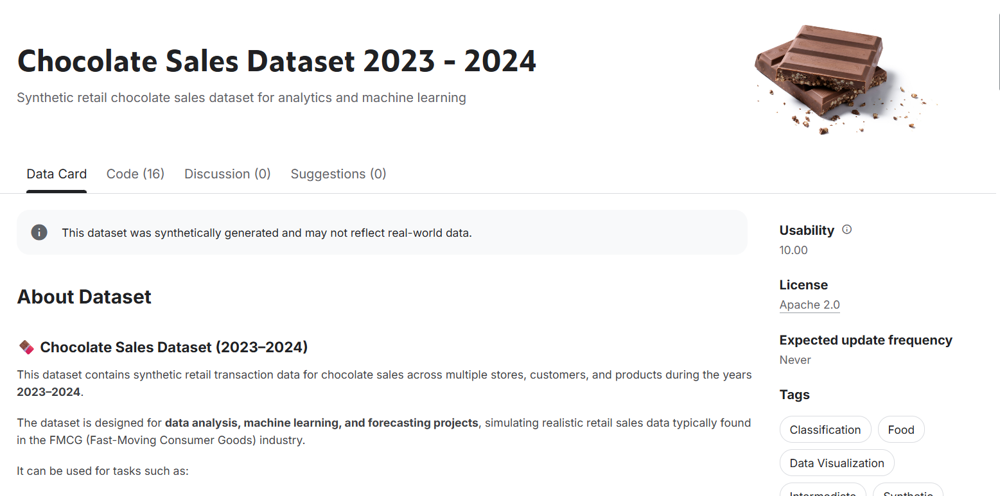 Chocolate Sales Dataset 2023 - 2024
Synthetic retail chocolate sales dataset for analytics and machine learning
Data Card
Code (16)
Discussion (0)
Suggestions (0)
This dataset was synthetically generated and may not reflect real-world data.
About Dataset
🍫 Chocolate Sales Dataset (2023–2024)
This dataset contains synthetic retail transaction data for chocolate sales across multiple stores, customers, and products during the years
2023–2024.
The dataset is designed for data analysis, machine learning, and forecasting projects, simulating realistic retail sales data typically found
in the FMCG (Fast-Moving Consumer Goods) industry.
It can be used for tasks such as:
Usability
10.00
License
Apache 2.0
Expected update frequency
Never
Tags
Classification
Food
Data Visualization
Intermediate
Synthetic